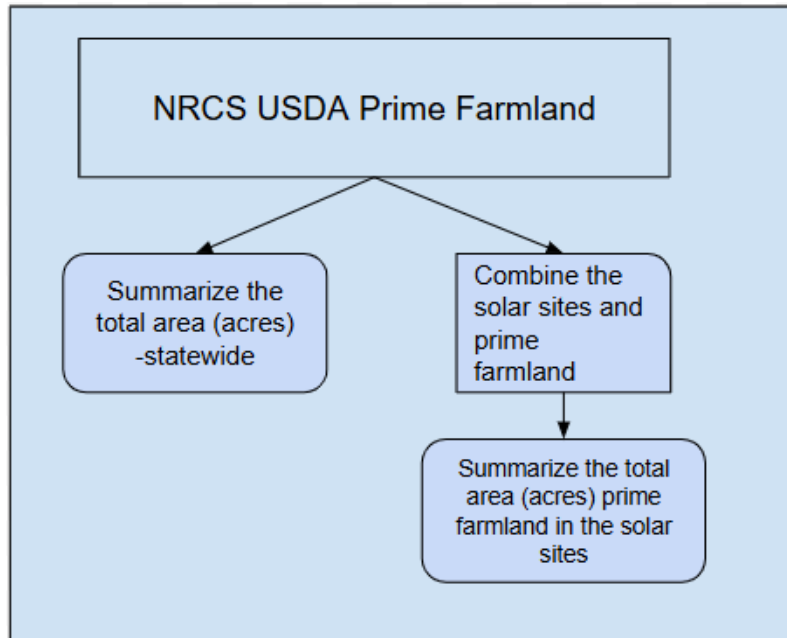 NRCS USDA Prime Farmland
Summarize the
total area (acres)
-statewide
Combine the
solar sites and
prime
farmland
Summarize the total
area (acres) prime
farmland in the solar
sites